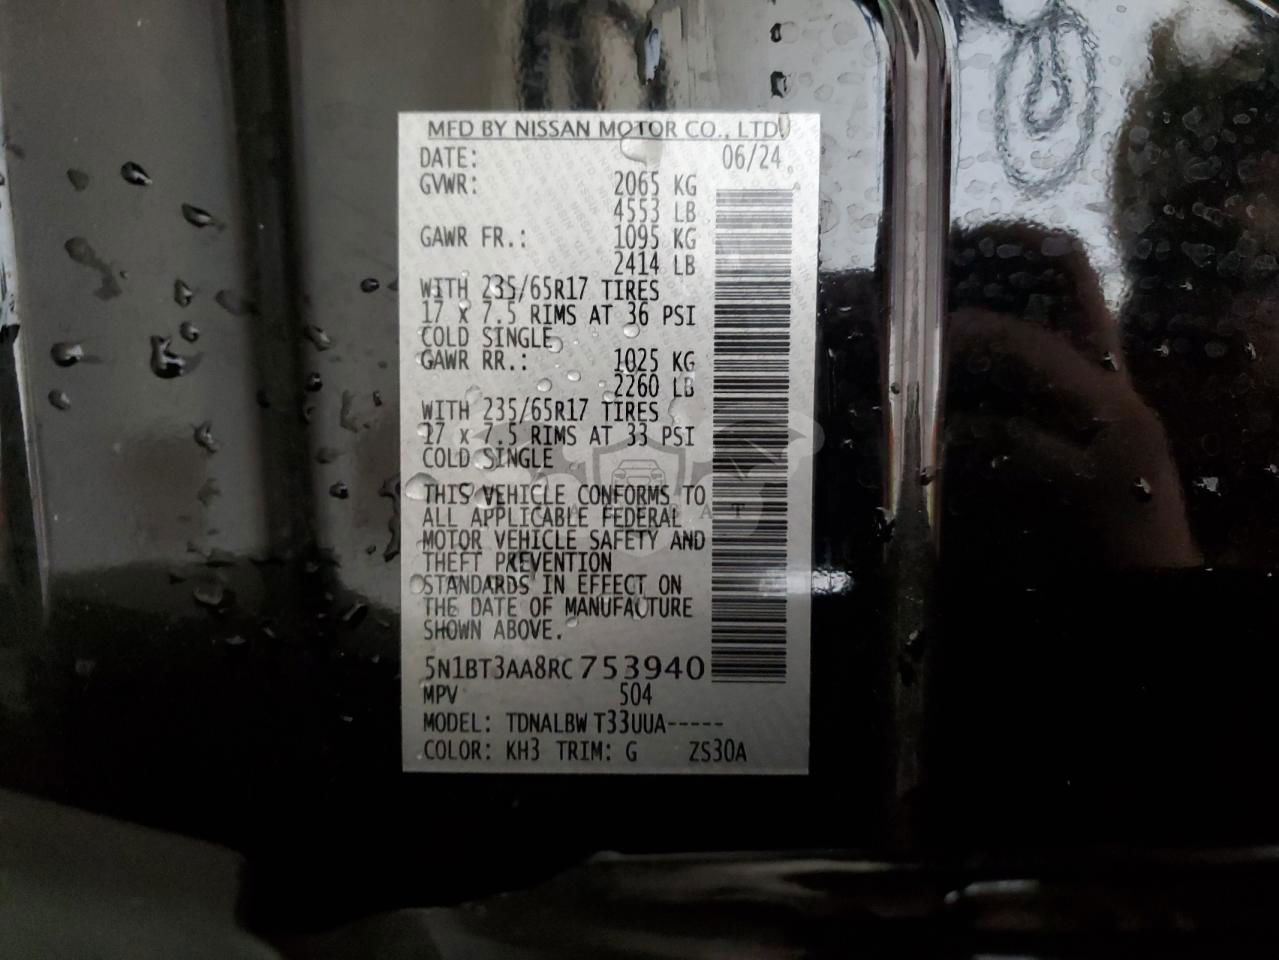 MFD BY NISSAN MOTOR CO., LTD.
DATE: 06/24
GVWR: 2065 KG
4553 LB
GAWR FR.: 1095 KG
2414 LB
WITH 235/65R17 TIRES
17 x 7.5 RIMS AT 36 PSI
COLD SINGLE
GAWR RR.: 1025 KG
2260 LB
WITH 235/65R17 TIRES
17 x 7.5 RIMS AT 33 PSI
COLD SINGLE
THIS VEHICLE CONFORMS TO
ALL APPLICABLE FEDERAL
MOTOR VEHICLE SAFETY AND
THEFT PREVENTION
STANDARDS IN EFFECT ON
THE DATE OF MANUFACTURE
SHOWN ABOVE.
5N1BT3AA8RC753940
MPV 504
MODEL: TDNALBW T33UUA-----
COLOR: KH3 TRIM: G ZS30A